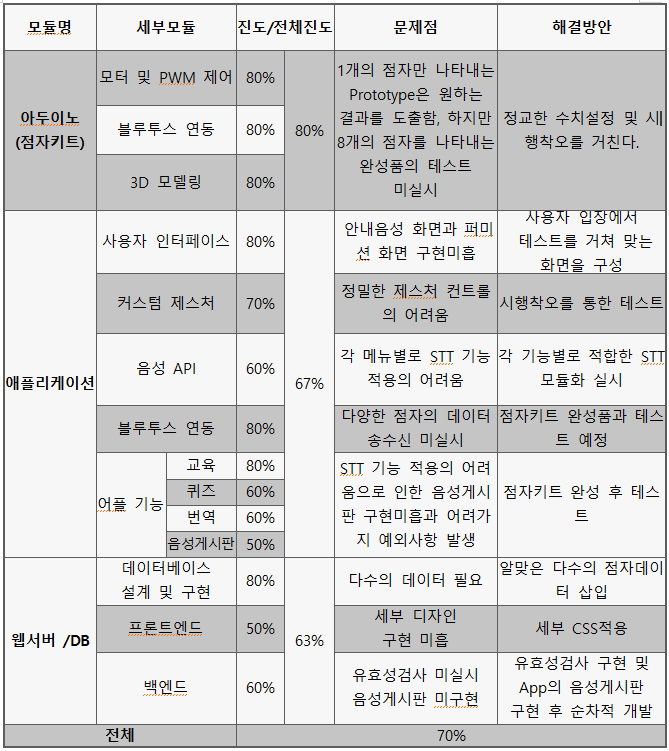 모듈명 세부모듈 진도/전체진도 문제점 해결방안
아두이노
(점자키트)
모터 및 PWM 제어 80%
블루투스 연동 80%
3D 모델링 80%
80%
1개의 점자만 나타내는
Prototype은 원하는
결과를 도출함, 하지만
8개의 점자를 나타내는
완성품의 테스트
미실시
정교한 수치설정 및 시
행착오를 거친다.
애플리케이션
사용자 인터페이스 80%
67%
안내음성 화면과 퍼미
션 화면 구현미흡
사용자 입장에서
테스트를 거쳐 맞는
화면을 구성
커스텀 제스처 70%
정밀한 제스처 컨트롤
의 어려움
시행착오를 통한 테스트
음성 API 60%
각 메뉴별로 STT 기능
적용의 어려움
각 기능별로 적합한 STT
모듈화 실시
블루투스 연동 80%
다양한 점자의 데이터
송수신 미실시
점자키트 완성품과 테스
트 예정
어플 기능
교육 80%
퀴즈 60%
번역 60%
음성게시판 50%
STT 기능 적용의 어려
움으로 인한 음성게시
판 구현미흡과 어려가
지 예외사항 발생
점자키트 완성 후 테스
트
웹서버 /DB
데이터베이스
설계 및 구현
80%
63%
다수의 데이터 필요
알맞은 다수의 점자데이
터 삽입
프론트엔드 50%
세부 디자인
구현 미흡
세부 CSS적용
백엔드 60%
유효성검사 미실시
음성게시판 미구현
유효성검사 구현 및
App의 음성게시판
구현 후 순차적 개발
전체 70%